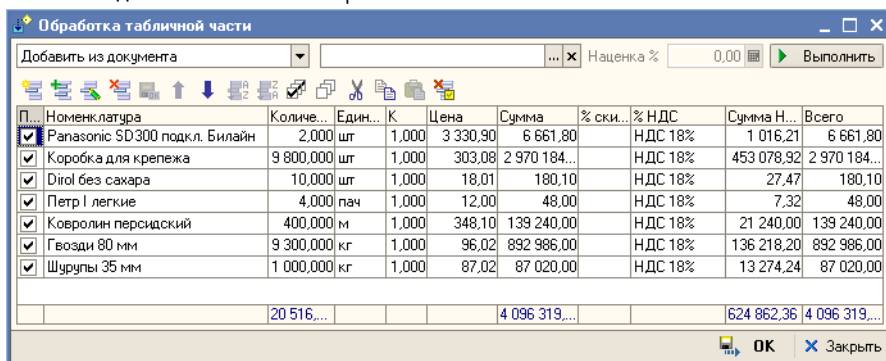 Обработка табличной части
Добавить из документа ... Наценка % 0,00 Выполнить
П... Номенклатура Количе... Един... К Цена Сумма % ски... % НДС Сумма Н... Всего
Panasonic SD300 подкл. Билайн 2,000 шт 1,000 3 330,90 6 661,80 НДС 18% 1 016,21 6 661,80
Коробка для крепежа 9 800,000 шт 1,000 303,08 2 970 184... НДС 18% 453 078,92 2 970 184...
Dirol без сахара 10,000 шт 1,000 18,01 180,10 НДС 18% 27,47 180,10
Петр I легкие 4,000 пач 1,000 12,00 48,00 НДС 18% 7,32 48,00
Ковролин персидский 400,000 м 1,000 348,10 139 240,00 НДС 18% 21 240,00 139 240,00
Гвозди 80 мм 9 300,000 кг 1,000 96,02 892 986,00 НДС 18% 136 218,20 892 986,00
Шурупы 35 мм 1 000,000 кг 1,000 87,02 87 020,00 НДС 18% 13 274,24 87 020,00
20 516,... 4 096 319,... 624 862,36 4 096 319,...
OK Закрыть